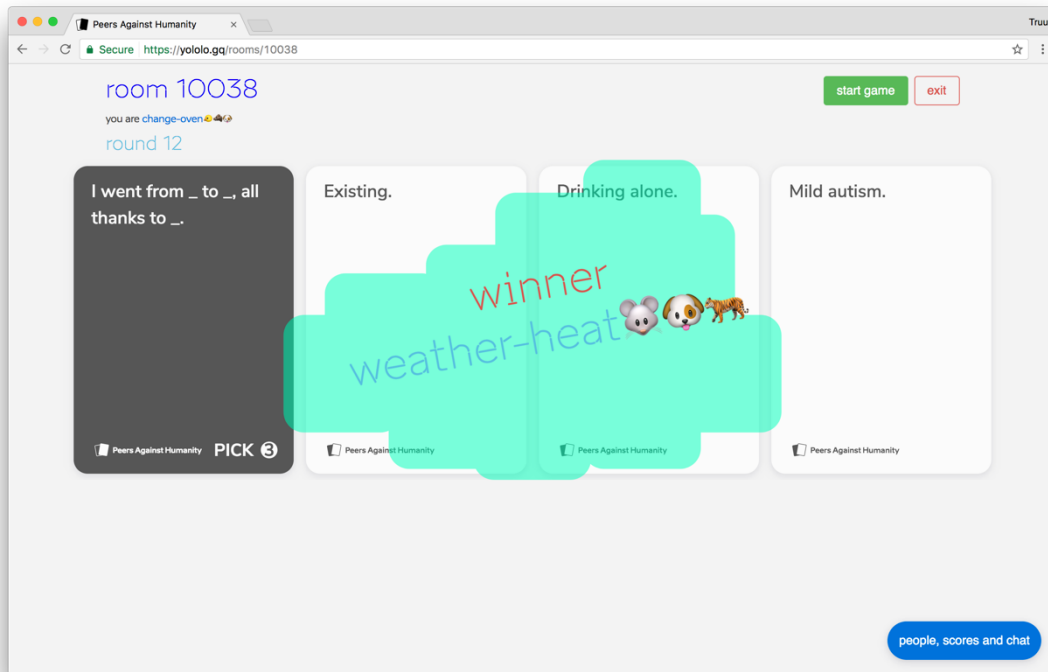 Peers Against Humanity
Truu
Secure https://yololo.gq/rooms/10038
room 10038
start game
exit
you are change-oven
round 12
I went from _ to _, all
thanks to _.
Existing.
Drinking alone.
Mild autism.
winner
weather-heat
Peers Against Humanity PICK 3
Peers Against Humanity
Peers Against Humanity
Peers Against Humanity
people, scores and chat